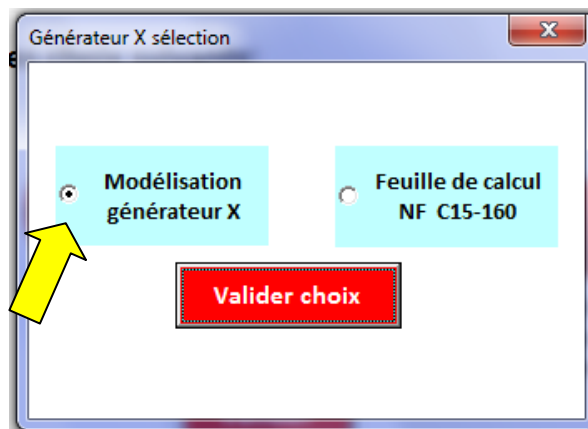 Générateur X sélection
Modélisation
générateur X
Feuille de calcul
NF C15-160
Valider choix